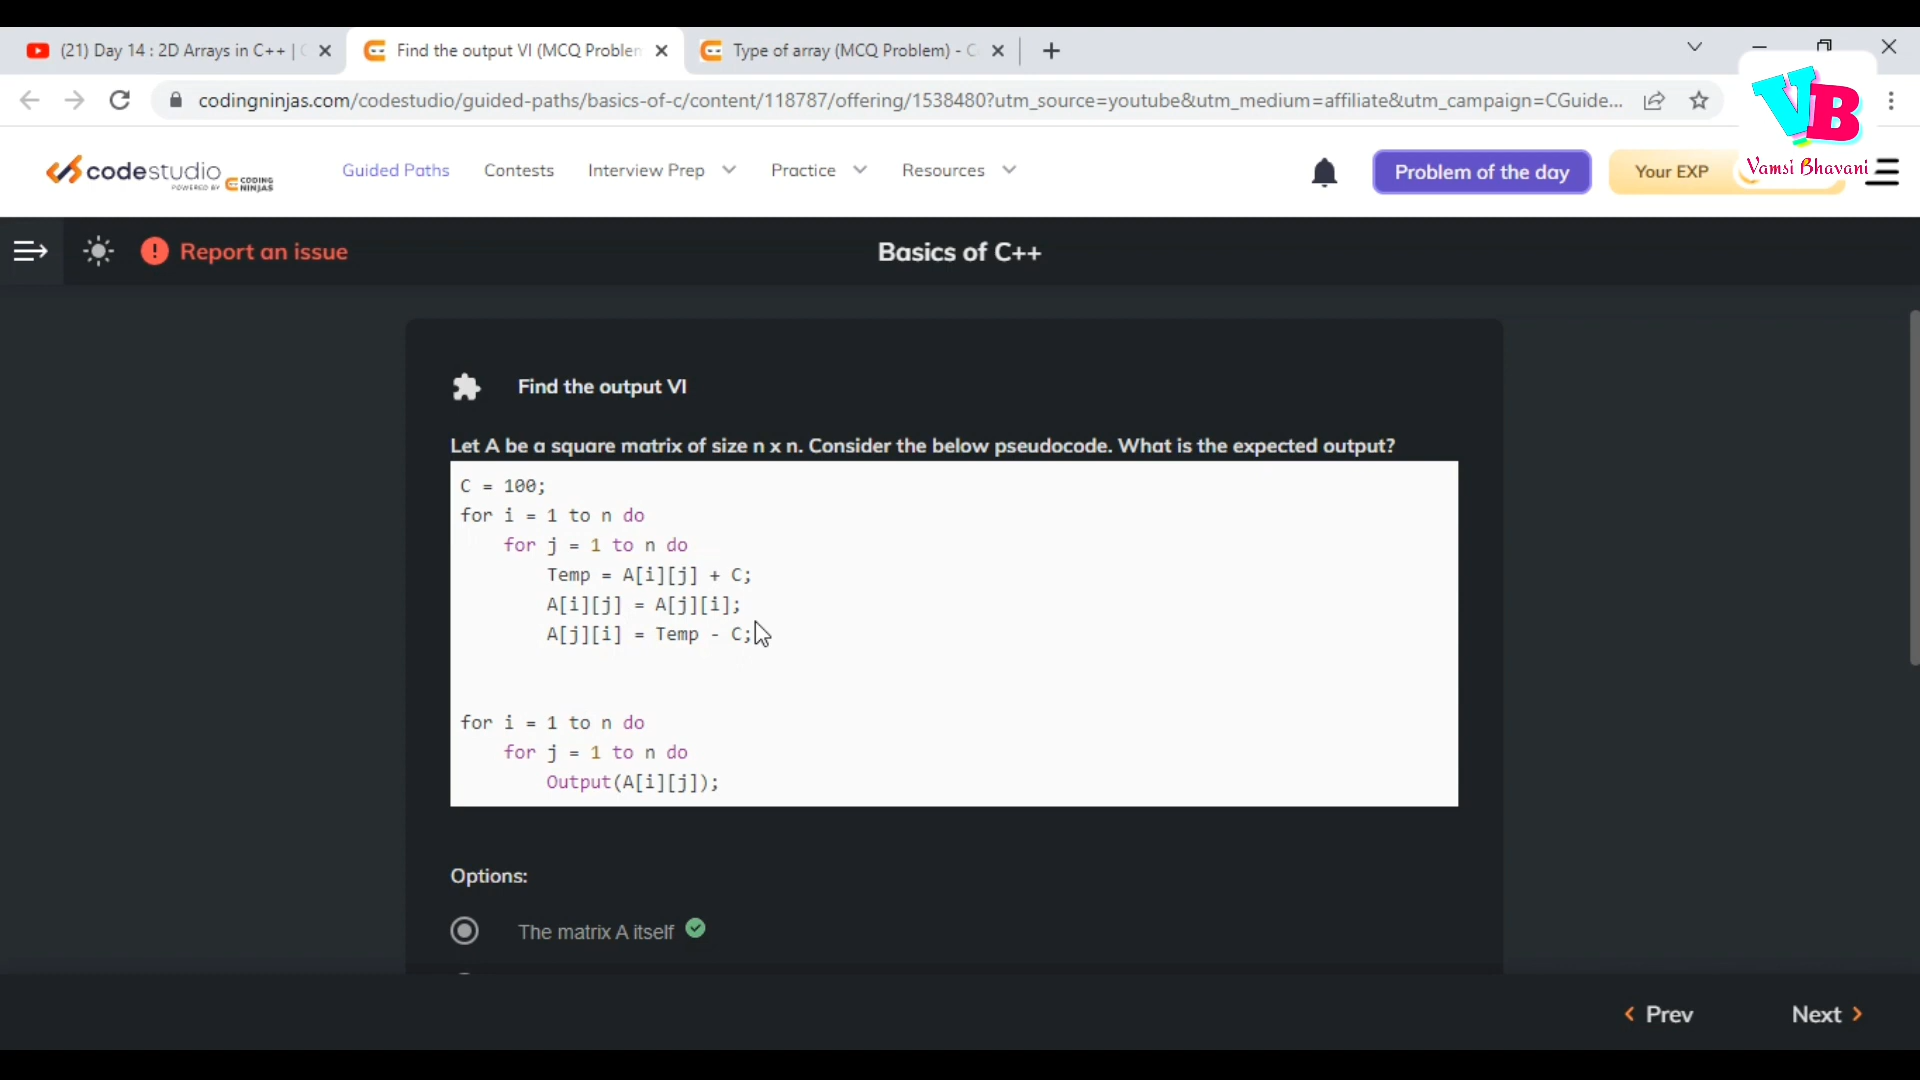 (21) Day 14 : 2D Arrays in C++ |
Find the output VI (MCQ Problem
Type of array (MCQ Problem) - C
codingninjas.com/codestudio/guided-paths/basics-of-c/content/118787/offering/1538480?utm_source=youtube&utm_medium=affiliate&utm_campaign=CGuide...
VB
Vamsi Bhavani
codestudio
POWERED BY CODING NINJAS
Guided Paths
Contests
Interview Prep
Practice
Resources
Problem of the day
Your EXP
Report an issue
Basics of C++
Find the output VI
Let A be a square matrix of size n x n. Consider the below pseudocode. What is the expected output?
C = 100;
for i = 1 to n do
for j = 1 to n do
Temp = A[i][j] + C;
A[i][j] = A[j][i];
A[j][i] = Temp - C;
for i = 1 to n do
for j = 1 to n do
Output(A[i][j]);
Options:
The matrix A itself
Prev
Next